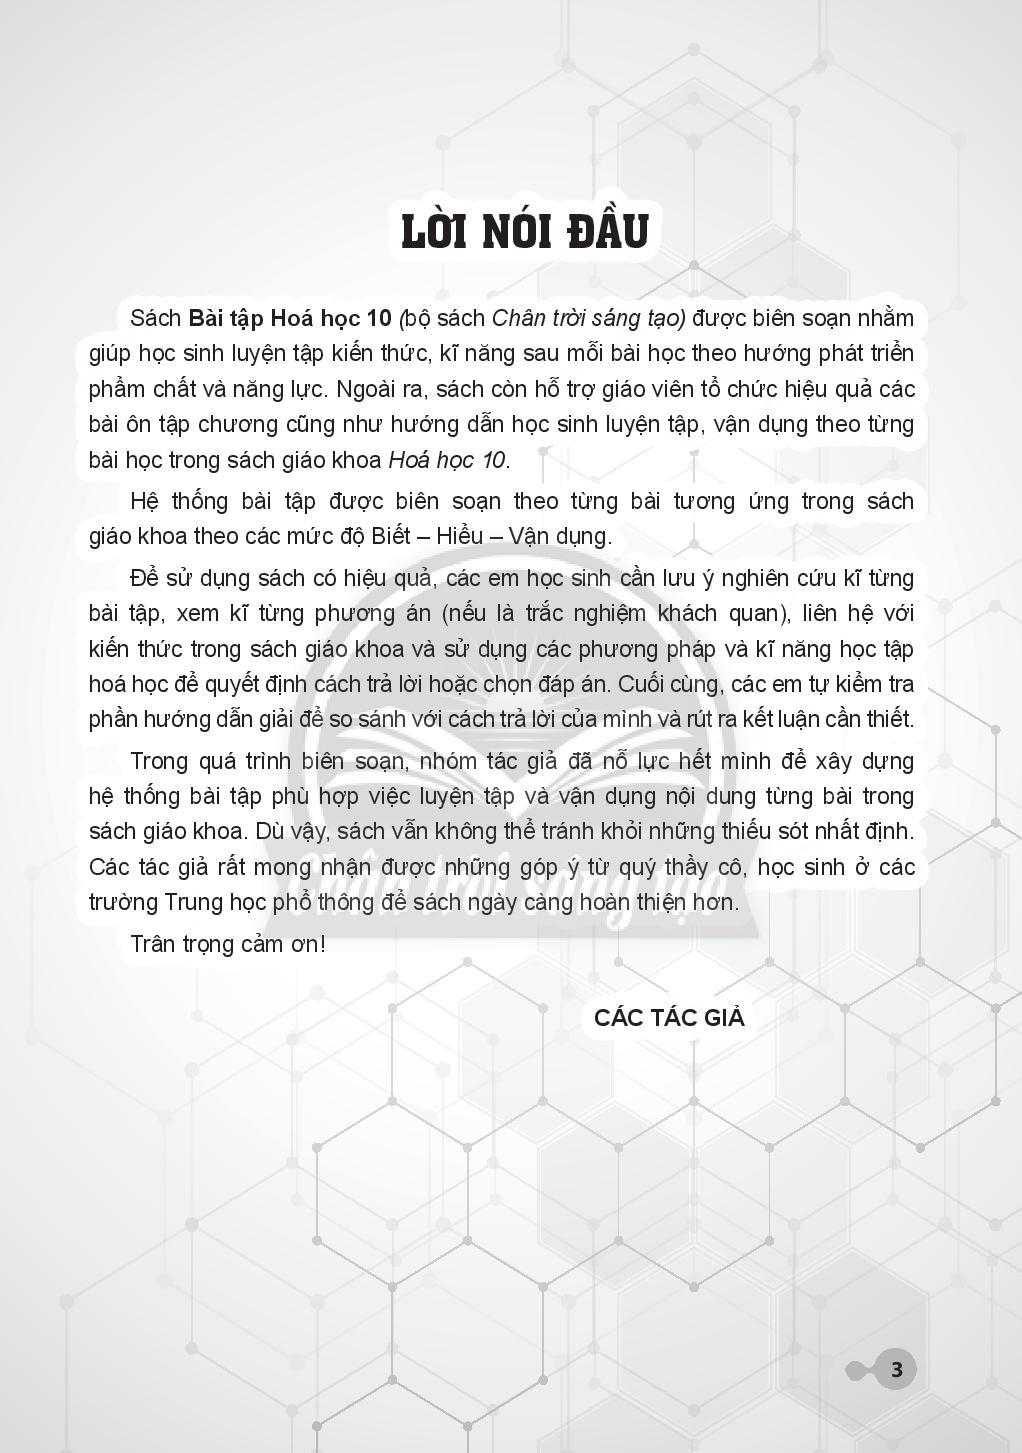 LỜI NÓI ĐẦU
Sách Bài tập Hoá học 10 (bộ sách Chân trời sáng tạo) được biên soạn nhằm
giúp học sinh luyện tập kiến thức, kĩ năng sau mỗi bài học theo hướng phát triển
phẩm chất và năng lực. Ngoài ra, sách còn hỗ trợ giáo viên tổ chức hiệu quả các
bài ôn tập chương cũng như hướng dẫn học sinh luyện tập, vận dụng theo từng
bài học trong sách giáo khoa Hoá học 10.
Hệ thống bài tập được biên soạn theo từng bài tương ứng trong sách
giáo khoa theo các mức độ Biết – Hiểu – Vận dụng.
Để sử dụng sách có hiệu quả, các em học sinh cần lưu ý nghiên cứu kĩ từng
bài tập, xem kĩ từng phương án (nếu là trắc nghiệm khách quan), liên hệ với
kiến thức trong sách giáo khoa và sử dụng các phương pháp và kĩ năng học tập
hoá học để quyết định cách trả lời hoặc chọn đáp án. Cuối cùng, các em tự kiểm tra
phần hướng dẫn giải để so sánh với cách trả lời của mình và rút ra kết luận cần thiết.
Trong quá trình biên soạn, nhóm tác giả đã nỗ lực hết mình để xây dựng
hệ thống bài tập phù hợp việc luyện tập và vận dụng nội dung từng bài trong
sách giáo khoa. Dù vậy, sách vẫn không thể tránh khỏi những thiếu sót nhất định.
Các tác giả rất mong nhận được những góp ý từ quý thầy cô, học sinh ở các
trường Trung học phổ thông để sách ngày càng hoàn thiện hơn.
Chân trời sáng tạo
Trân trọng cảm ơn!
CÁC TÁC GIẢ
3